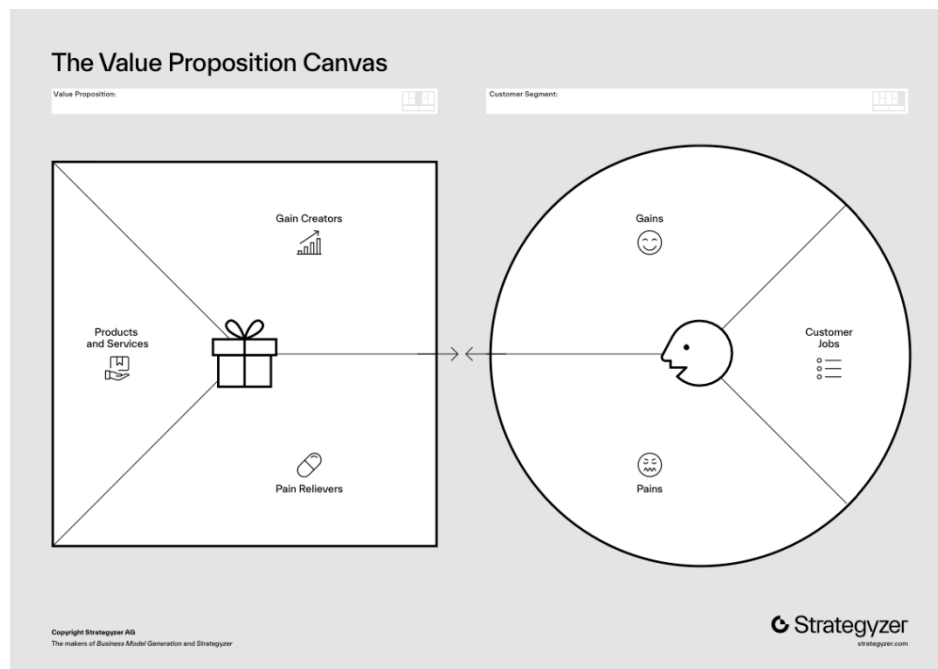 The Value Proposition Canvas
Value Proposition:
Customer Segment:
Gain Creators
Gains
Products
and Services
Customer
Jobs
Pain Relievers
Pains
Copyright Strategyzer AG
The makers of Business Model Generation and Strategyzer
Strategyzer
strategyzer.com